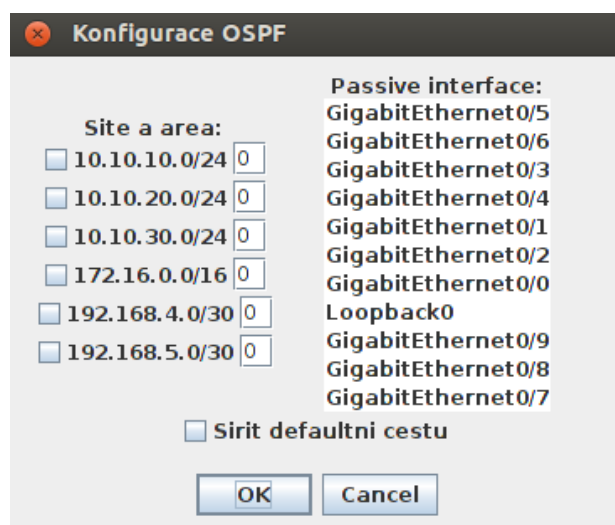 Konfigurace OSPF
Site a area:
10.10.10.0/24 0
10.10.20.0/24 0
10.10.30.0/24 0
172.16.0.0/16 0
192.168.4.0/30 0
192.168.5.0/30 0
Passive interface:
GigabitEthernet0/5
GigabitEthernet0/6
GigabitEthernet0/3
GigabitEthernet0/4
GigabitEthernet0/1
GigabitEthernet0/2
GigabitEthernet0/0
Loopback0
GigabitEthernet0/9
GigabitEthernet0/8
GigabitEthernet0/7
Sirit defaultni cestu
OK Cancel